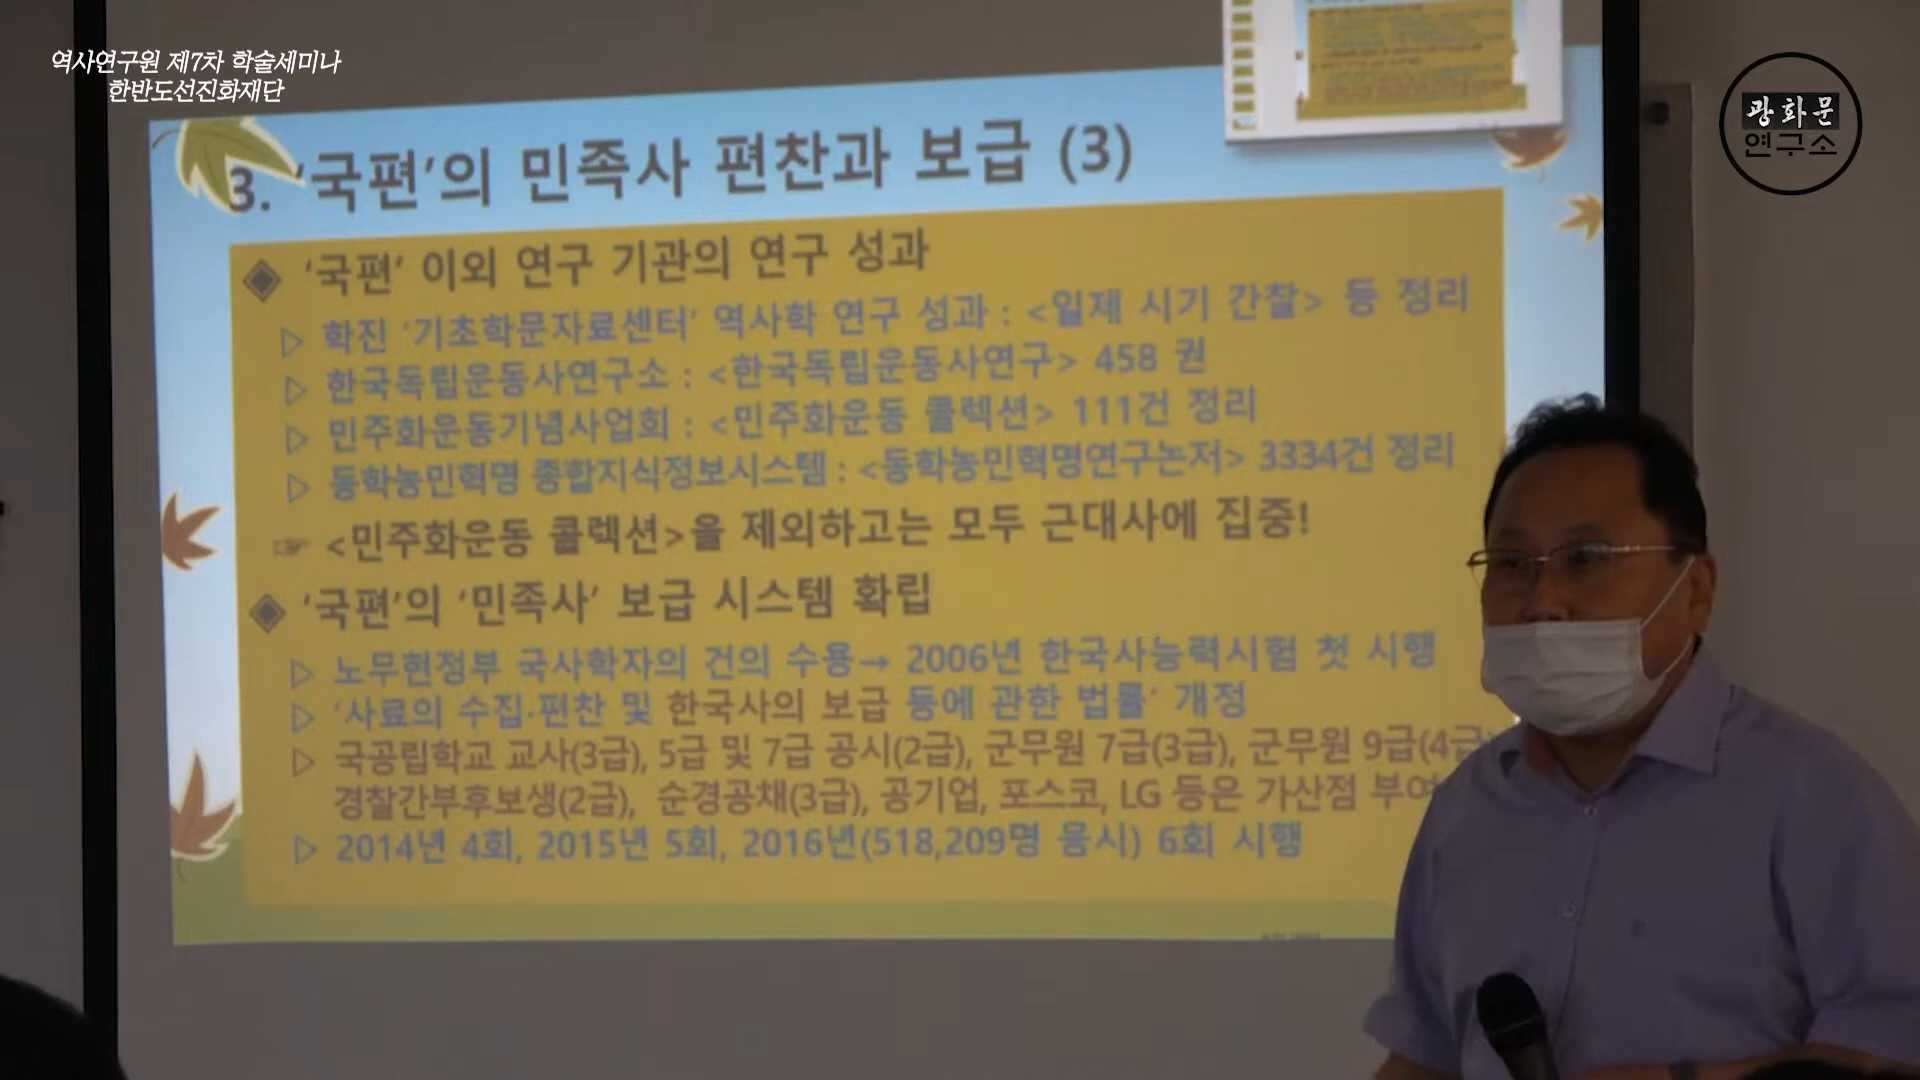 역사연구원 제7차 학술세미나
한반도선진화재단
광화문
연구소
3. '국편'의 민족사 편찬과 보급 (3)
◈ '국편' 이외 연구 기관의 연구 성과
▷ 학진 '기초학문자료센터' 역사학 연구 성과 : <일제 시기 간찰> 등 정리
▷ 한국독립운동사연구소 : <한국독립운동사연구> 458 권
▷ 민주화운동기념사업회 : <민주화운동 콜렉션> 111건 정리
▷ 동학농민혁명 종합지식정보시스템 : <동학농민혁명연구논저> 3334건 정리
☞ <민주화운동 콜렉션>을 제외하고는 모두 근대사에 집중!
◈ '국편'의 '민족사' 보급 시스템 확립
▷ 노무현정부 국사학자의 건의 수용→ 2006년 한국사능력시험 첫 시행
▷ '사료의 수집·편찬 및 한국사의 보급 등에 관한 법률' 개정
▷ 국공립학교 교사(3급), 5급 및 7급 공시(2급), 군무원 7급(3급), 군무원 9급(4급)
경찰간부후보생(2급), 순경공채(3급), 공기업, 포스코, LG 등은 가산점 부여
▷ 2014년 4회, 2015년 5회, 2016년(518,209명 응시) 6회 시행